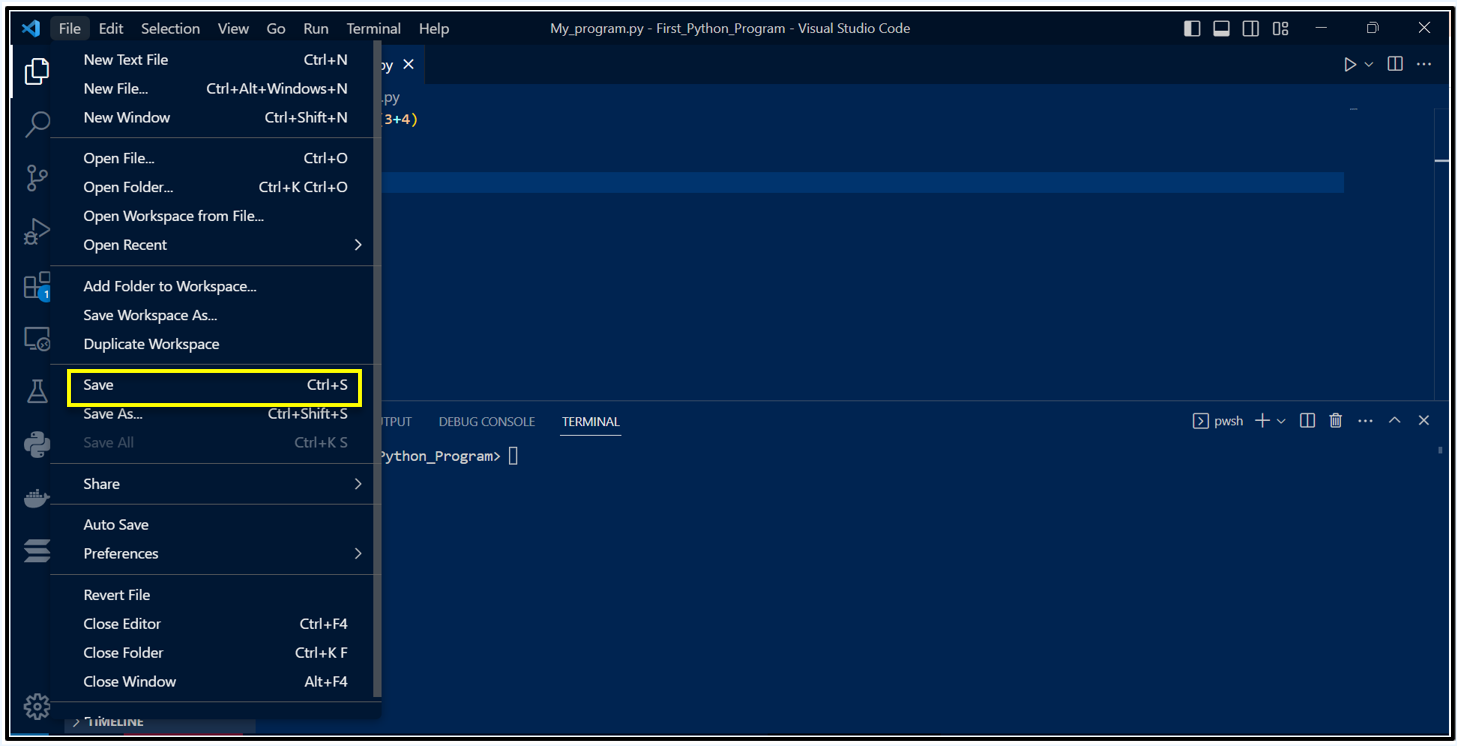 File Edit Selection View Go Run Terminal Help My_program.py - First_Python_Program - Visual Studio Code
New Text File Ctrl+N
py
New File... Ctrl+Alt+Windows+N
.py
New Window Ctrl+Shift+N
3+4)
Open File... Ctrl+O
Open Folder... Ctrl+K Ctrl+O
Open Workspace from File...
Open Recent
1
Add Folder to Workspace...
Save Workspace As...
Duplicate Workspace
Save Ctrl+S
Save As... Ctrl+Shift+S
TPUT DEBUG CONSOLE TERMINAL pwsh
Save All Ctrl+K S
Python_Program>
Share
Auto Save
Preferences
Revert File
Close Editor Ctrl+F4
Close Folder Ctrl+K F
Close Window Alt+F4
TIMELINE